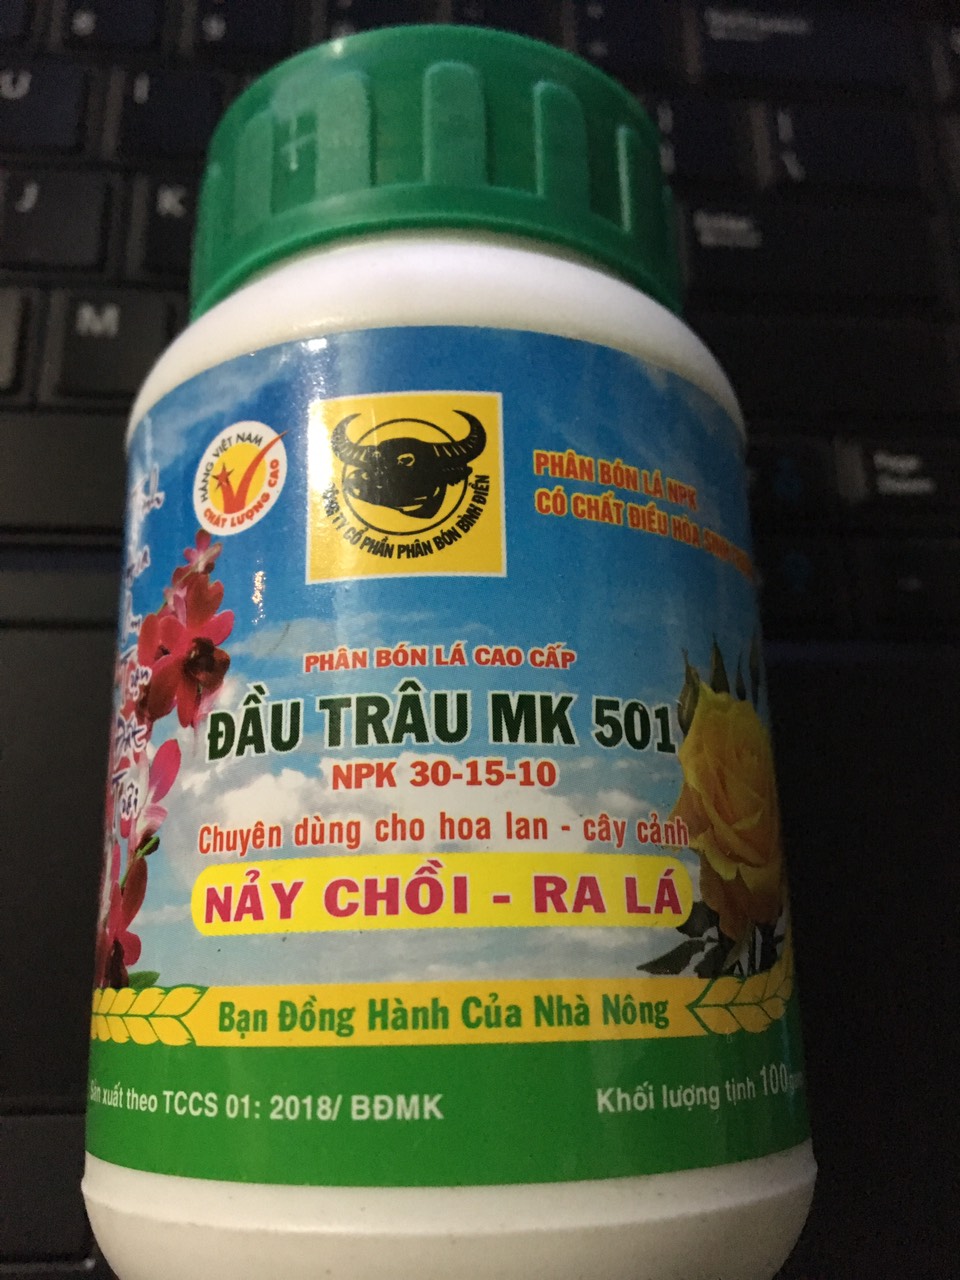 J
K
M
HÀNG VIỆT NAM
CHẤT LƯỢNG CAO
CÔNG TY CỔ PHẦN PHÂN BÓN BÌNH ĐIỀN
PHÂN BÓN LÁ NPK
CÓ CHẤT ĐIỀU HÒA SINH
PHÂN BÓN LÁ CAO CẤP
ĐẦU TRÂU MK 501
NPK 30-15-10
Chuyên dùng cho hoa lan - cây cảnh
NẢY CHỒI - RA LÁ
Bạn Đồng Hành Của Nhà Nông
Sản xuất theo TCCS 01: 2018/ BĐMK
Khối lượng tịnh 100